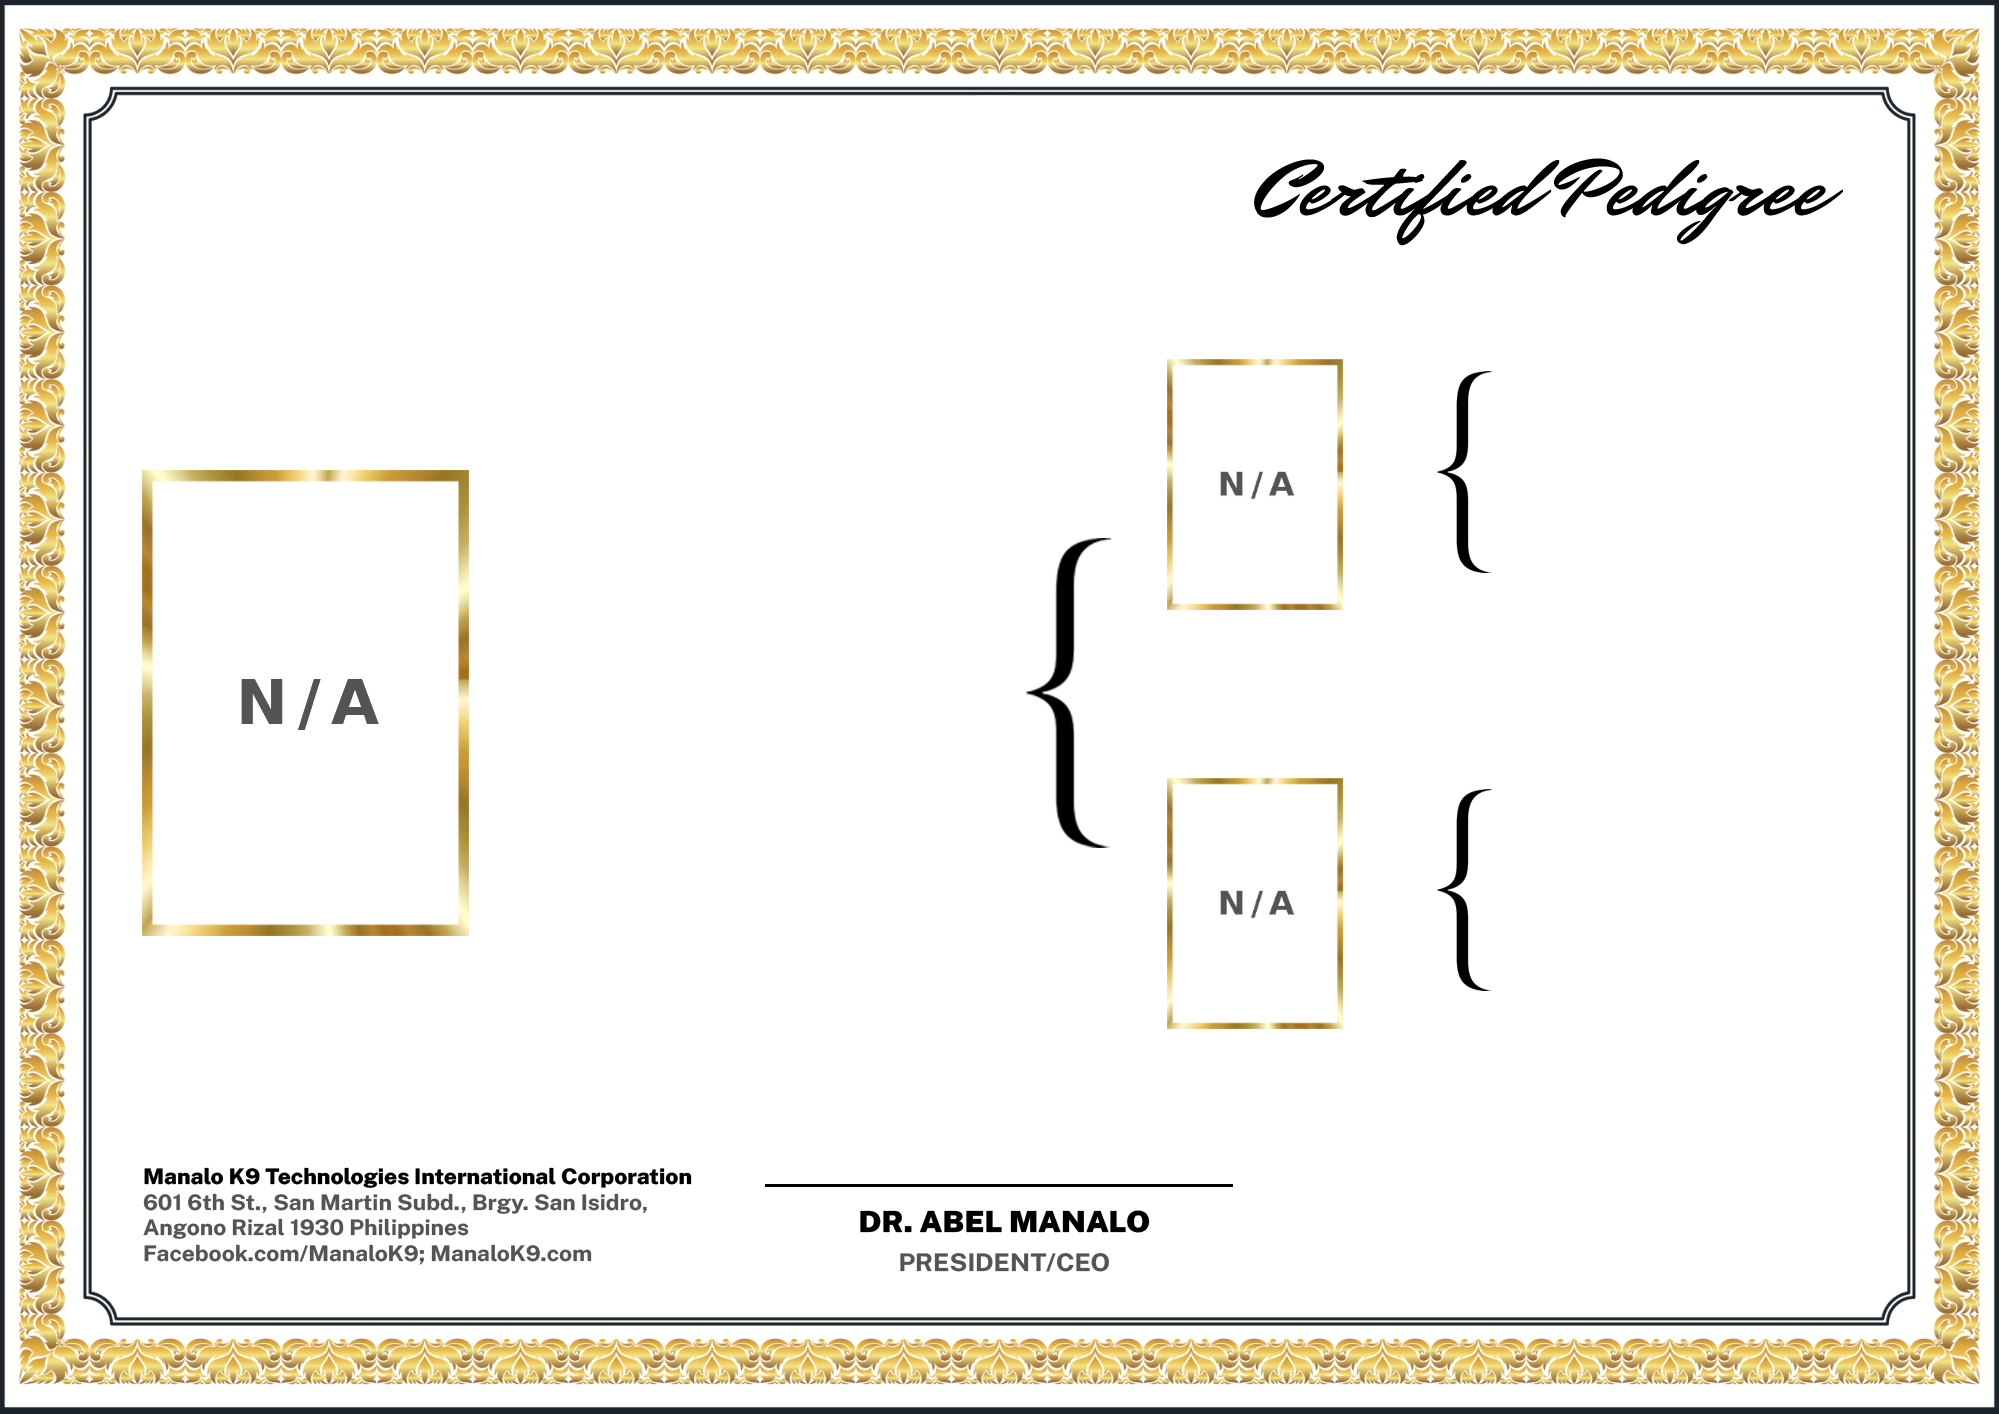 Certified Pedigree
N/A
N/A
N/A
Manalo K9 Technologies International Corporation
601 6th St., San Martin Subd., Brgy. San Isidro,
Angono Rizal 1930 Philippines
Facebook.com/ManaloK9; ManaloK9.com
DR. ABEL MANALO
PRESIDENT/CEO